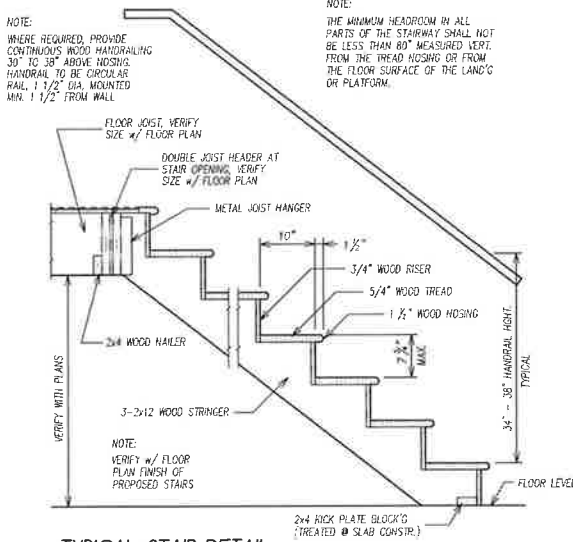 NOTE:
WHERE REQUIRED, PROVIDE
CONTINUOUS WOOD HANDRAILING
30" TO 38" ABOVE NOSING.
HANDRAIL TO BE CIRCULAR
RAIL, 1 1/2" DIA. MOUNTED
MIN. 1 1/2" FROM WALL
NOTE:
THE MINIMUM HEADROOM IN ALL
PARTS OF THE STAIRWAY SHALL NOT
BE LESS THAN 80" MEASURED VERT.
FROM THE TREAD NOSING OR FROM
THE FLOOR SURFACE OF THE LAND'G
OR PLATFORM.
FLOOR JOIST, VERIFY
SIZE w/ FLOOR PLAN
DOUBLE JOIST HEADER AT
STAIR OPENING, VERIFY
SIZE w/ FLOOR PLAN
METAL JOIST HANGER
10"
1 1/2"
3/4" WOOD RISER
5/4" WOOD TREAD
1 1/2" WOOD NOSING
2x4 WOOD NAILER
7 3/4"
MAX.
34" - 38" HANDRAIL HGHT.
TYPICAL
VERIFY WITH PLANS
3-2x12 WOOD STRINGER
NOTE:
VERIFY w/ FLOOR
PLAN FINISH OF
PROPOSED STAIRS
FLOOR LEVEL
2x4 KICK PLATE BLOCK'G
(TREATED @ SLAB CONSTR.)
TYPICAL STAIR DETAIL